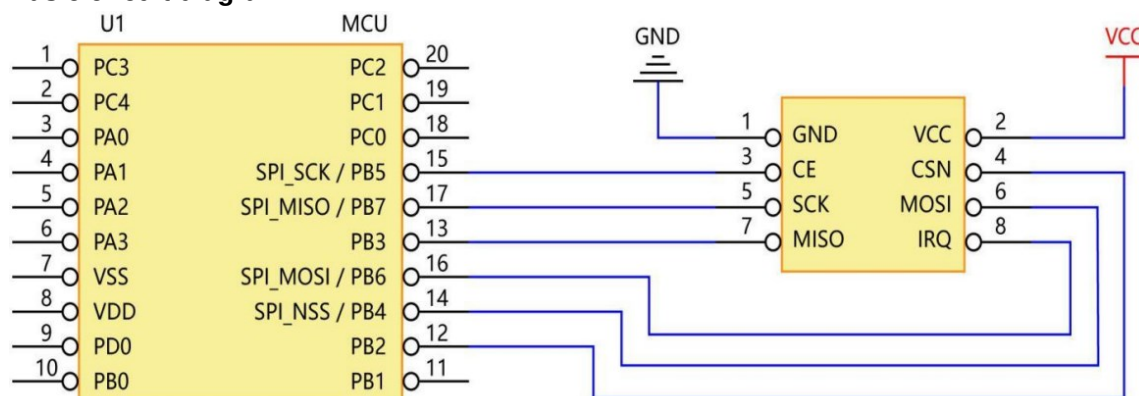 U1 MCU
1 PC3 PC2 20
2 PC4 PC1 19
3 PA0 PC0 18
4 PA1 SPI_SCK / PB5 15
5 PA2 SPI_MISO / PB7 17
6 PA3 PB3 13
7 VSS SPI_MOSI / PB6 16
8 VDD SPI_NSS / PB4 14
9 PD0 PB2 12
10 PB0 PB1 11
GND
VCC
1 GND VCC 2
3 CE CSN 4
5 SCK MOSI 6
7 MISO IRQ 8